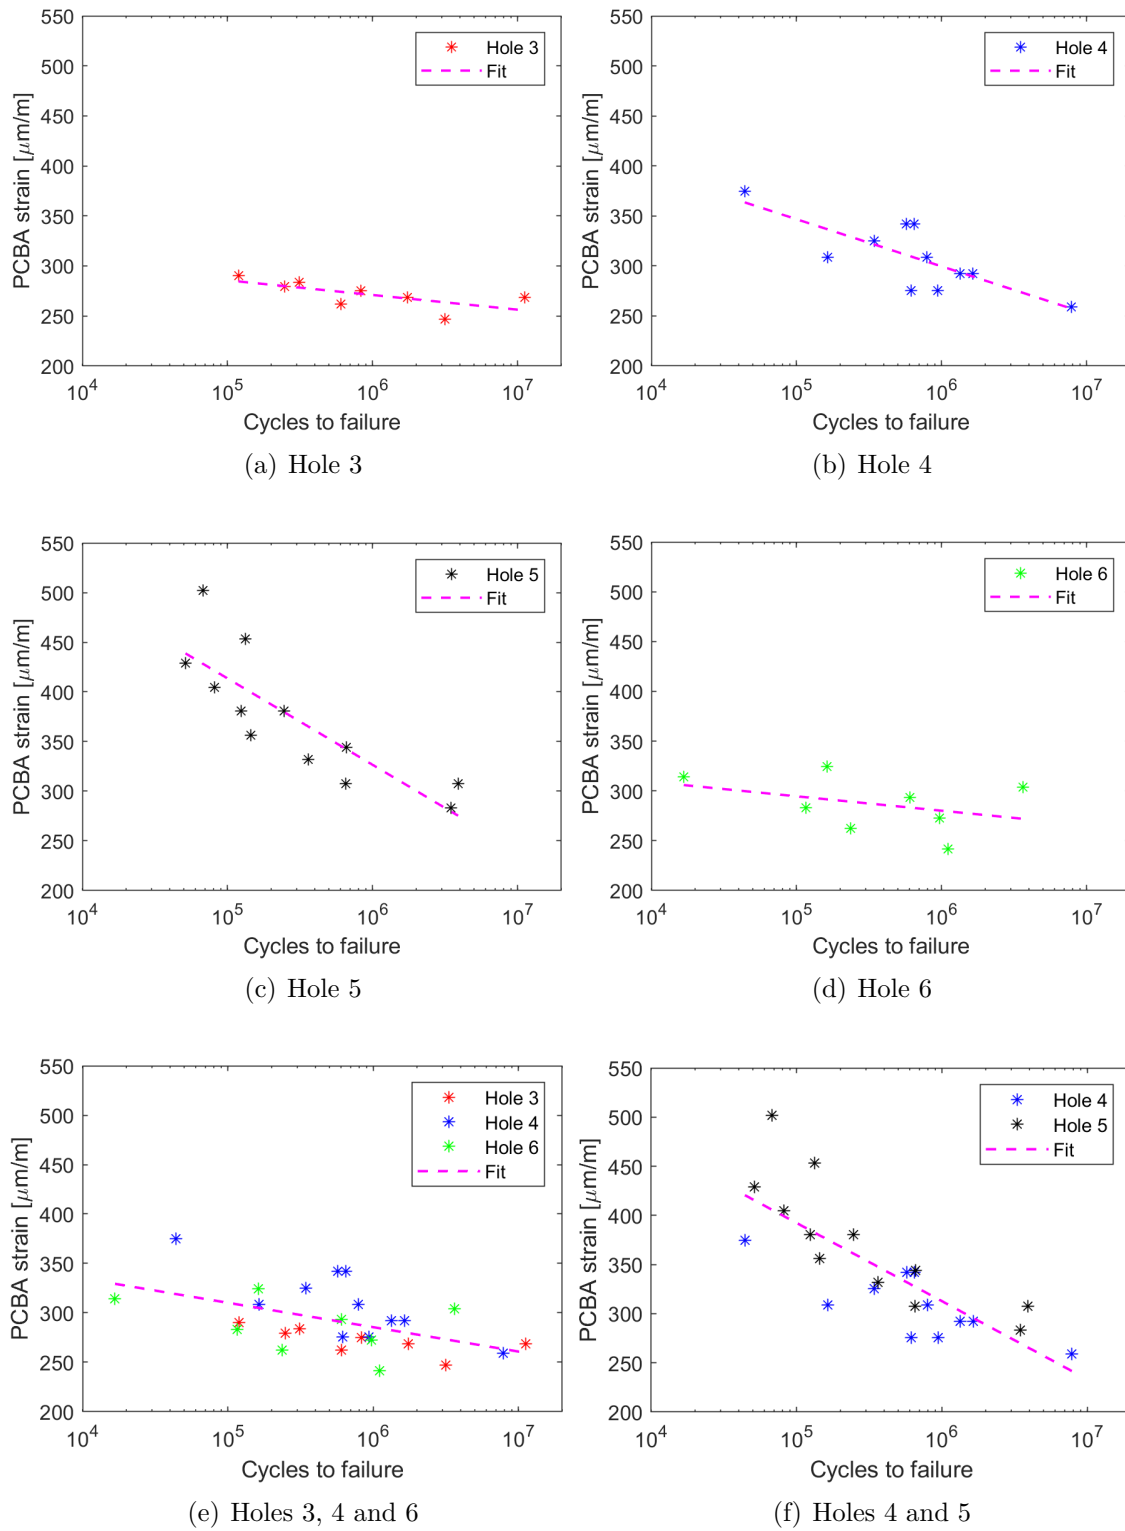 550
500
450
400
350
300
250
200
10^4
10^5
10^6
10^7
PCBA strain [μm/m]
Cycles to failure
Hole 3
Fit
(a) Hole 3
550
500
450
400
350
300
250
200
10^4
10^5
10^6
10^7
PCBA strain [μm/m]
Cycles to failure
Hole 4
Fit
(b) Hole 4
550
500
450
400
350
300
250
200
10^4
10^5
10^6
10^7
PCBA strain [μm/m]
Cycles to failure
Hole 5
Fit
(c) Hole 5
550
500
450
400
350
300
250
200
10^4
10^5
10^6
10^7
PCBA strain [μm/m]
Cycles to failure
Hole 6
Fit
(d) Hole 6
550
500
450
400
350
300
250
200
10^4
10^5
10^6
10^7
PCBA strain [μm/m]
Cycles to failure
Hole 3
Hole 4
Hole 6
Fit
(e) Holes 3, 4 and 6
550
500
450
400
350
300
250
200
10^4
10^5
10^6
10^7
PCBA strain [μm/m]
Cycles to failure
Hole 4
Hole 5
Fit
(f) Holes 4 and 5